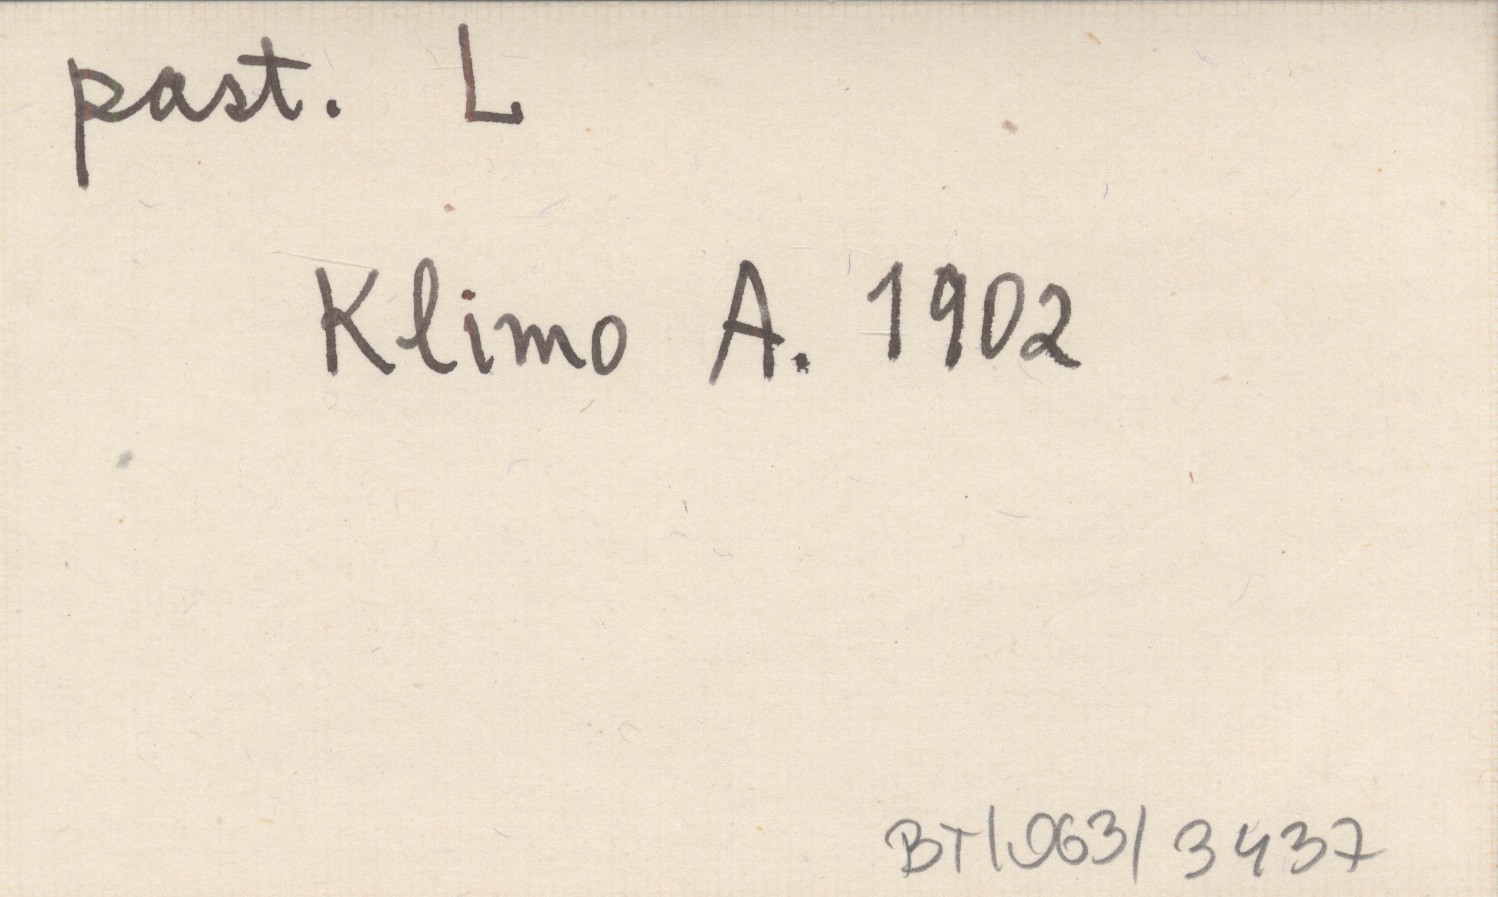 past. L
Klimo A. 1902
BT/063/3437